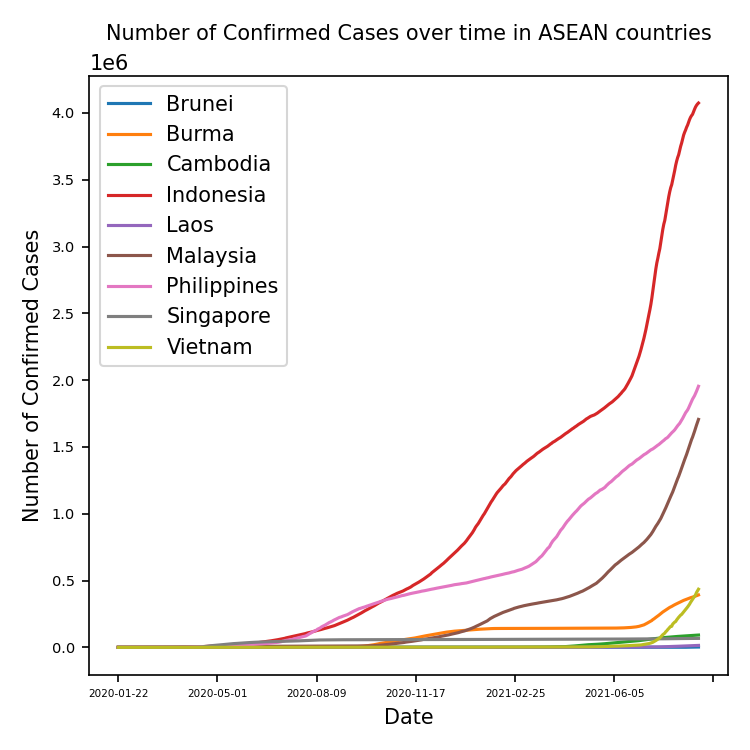 Number of Confirmed Cases over time in ASEAN countries
1e6
Brunei
Burma
Cambodia
Indonesia
Laos
Malaysia
Philippines
Singapore
Vietnam
4.0
3.5
3.0
2.5
2.0
1.5
1.0
0.5
0.0
Number of Confirmed Cases
2020-01-22 2020-05-01 2020-08-09 2020-11-17 2021-02-25 2021-06-05
Date